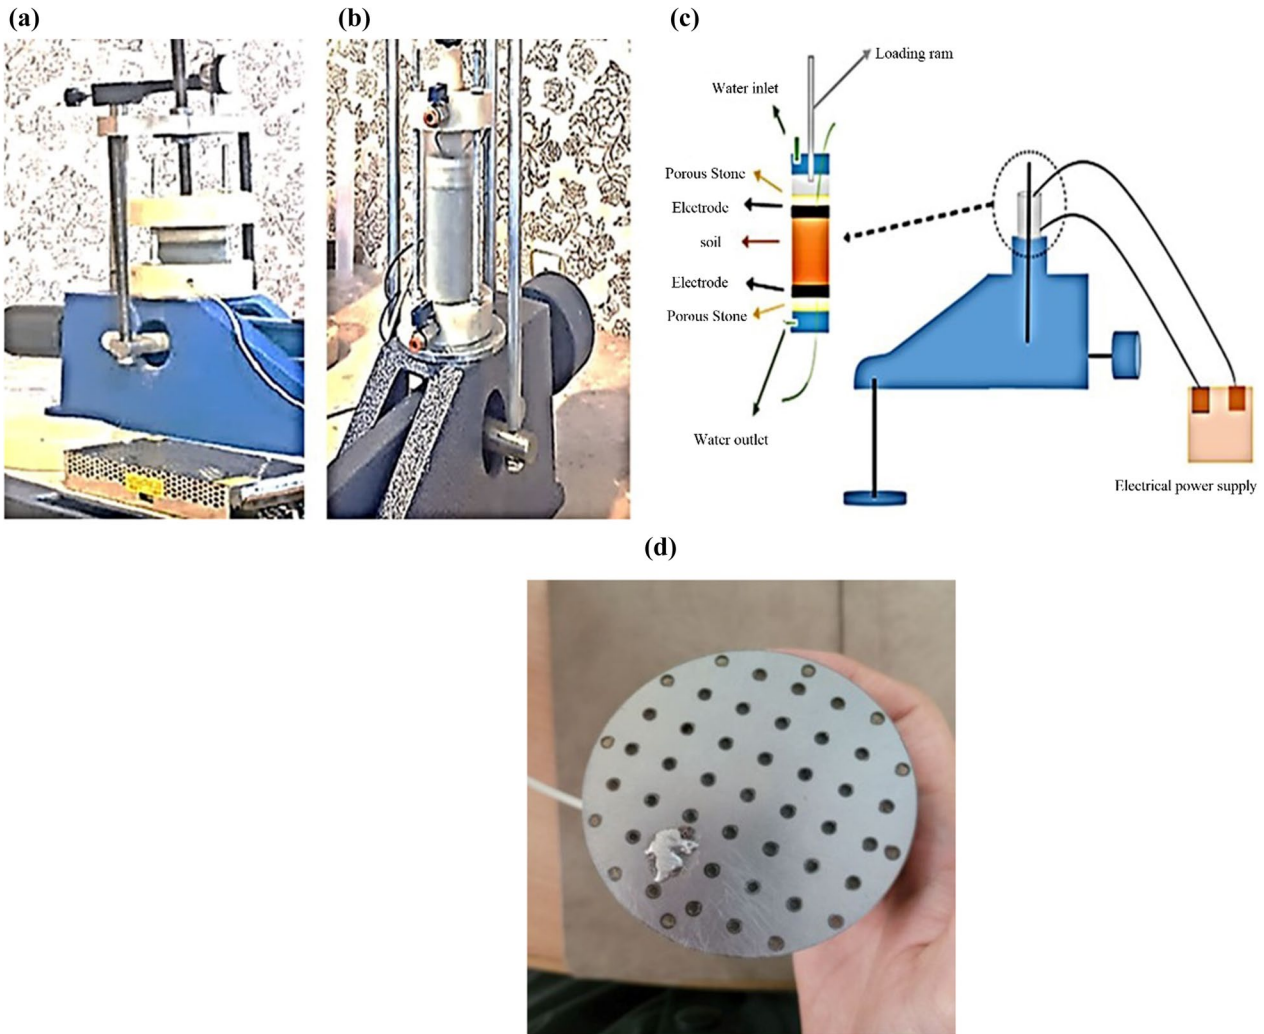 (a)
(b)
(c)
Loading ram
Water inlet
Porous Stone
Electrode
soil
Electrode
Porous Stone
Water outlet
Electrical power supply
(d)